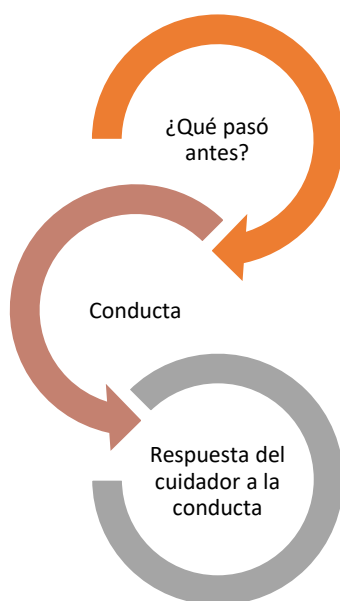 ¿Qué pasó
antes?
Conducta
Respuesta del
cuidador a la
conducta